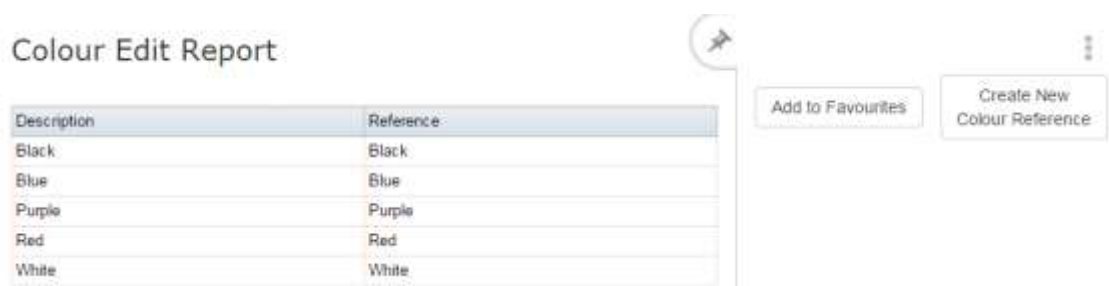 Colour Edit Report
Description Reference
Black Black
Blue Blue
Purple Purple
Red Red
White White
Add to Favourites
Create New
Colour Reference